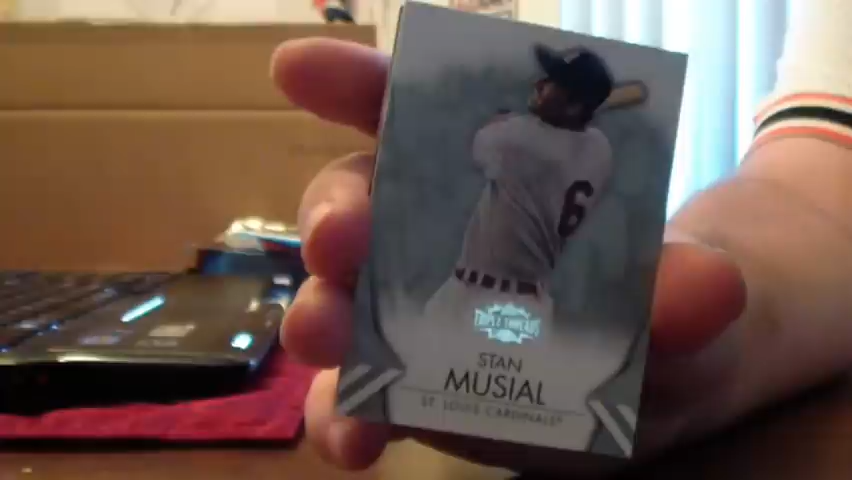 6
TRIPLE THREADS
STAN
MUSIAL
ST. LOUIS CARDINALS®